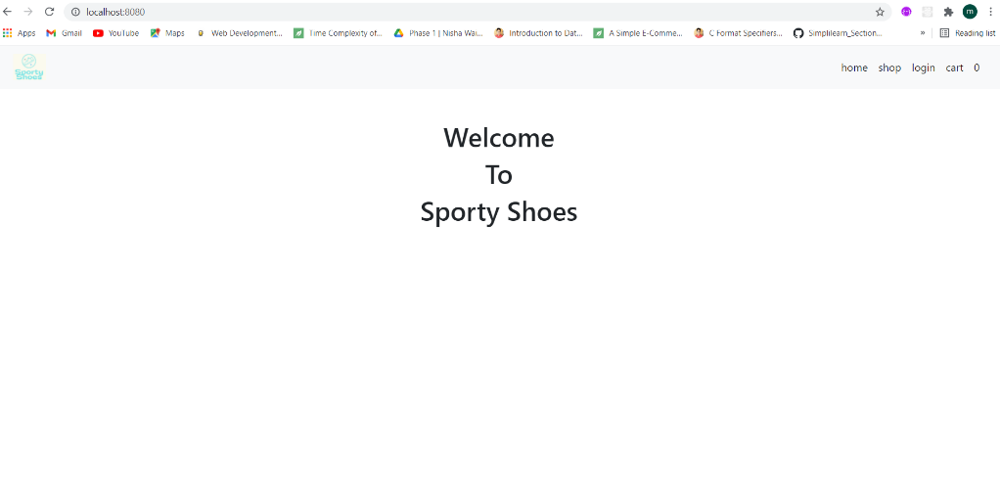 localhost:8080
Apps Gmail YouTube Maps Web Development... Time Complexity of... Phase 1 | Nisha Wai... Introduction to Dat... A Simple E-Comme... C Format Specifiers... Simplilearn_Section... » Reading list
m
Sporty Shoes
home shop login cart 0
Welcome
To
Sporty Shoes